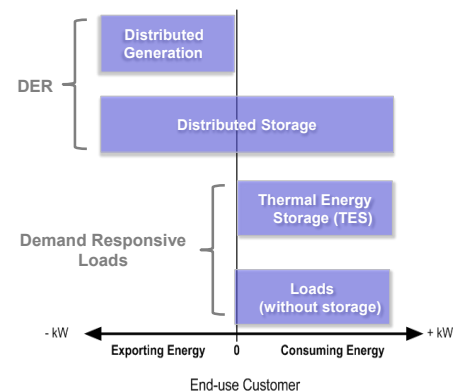 Distributed
Generation
DER
Distributed Storage
Thermal Energy
Storage (TES)
Demand Responsive
Loads
Loads
(without storage)
- kW
+ kW
Exporting Energy 0 Consuming Energy
End-use Customer